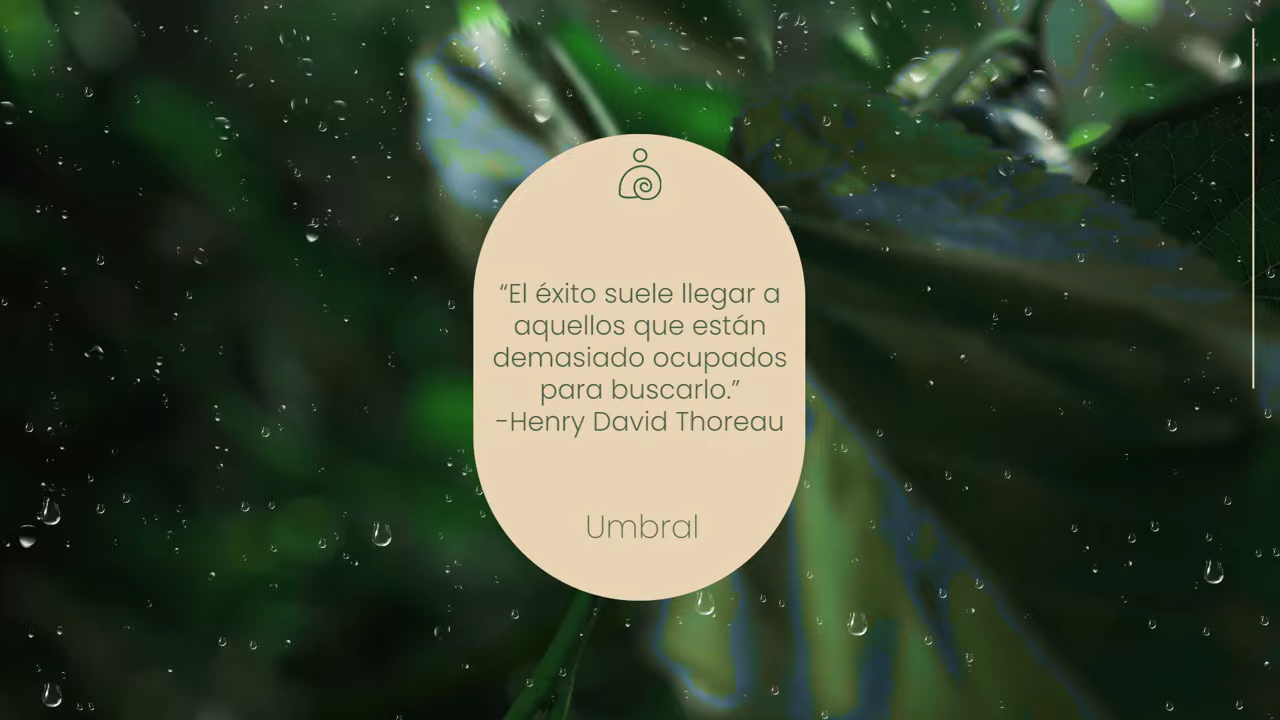 “El éxito suele llegar a
aquellos que están
demasiado ocupados
para buscarlo.”
-Henry David Thoreau
Umbral